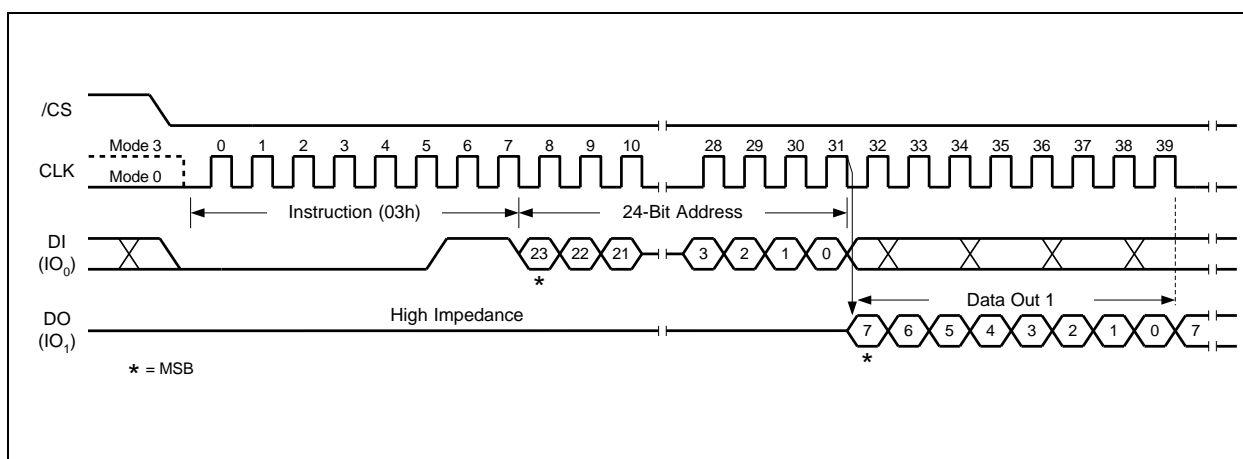 /CS
Mode 3 0 1 2 3 4 5 6 7 8 9 10 28 29 30 31 32 33 34 35 36 37 38 39
CLK
Mode 0
Instruction (03h) 24-Bit Address
DI
(IO0)
23 22 21 3 2 1 0
*
Data Out 1
High Impedance
DO
(IO1)
7 6 5 4 3 2 1 0 7
*
* = MSB